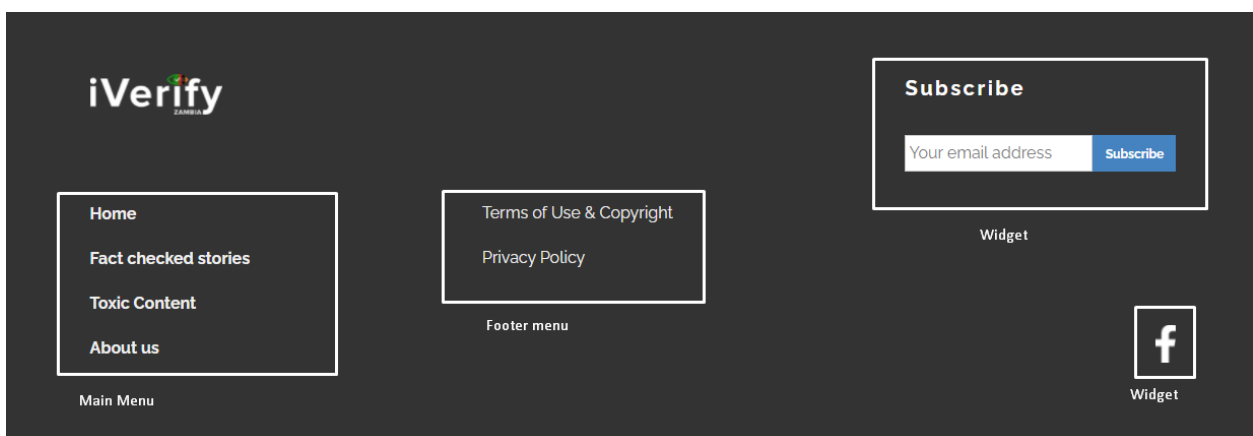 iVerify
ZAMBIA
Subscribe
Your email address
Subscribe
Widget
Home
Fact checked stories
Toxic Content
About us
Main Menu
Terms of Use & Copyright
Privacy Policy
Footer menu
f
Widget